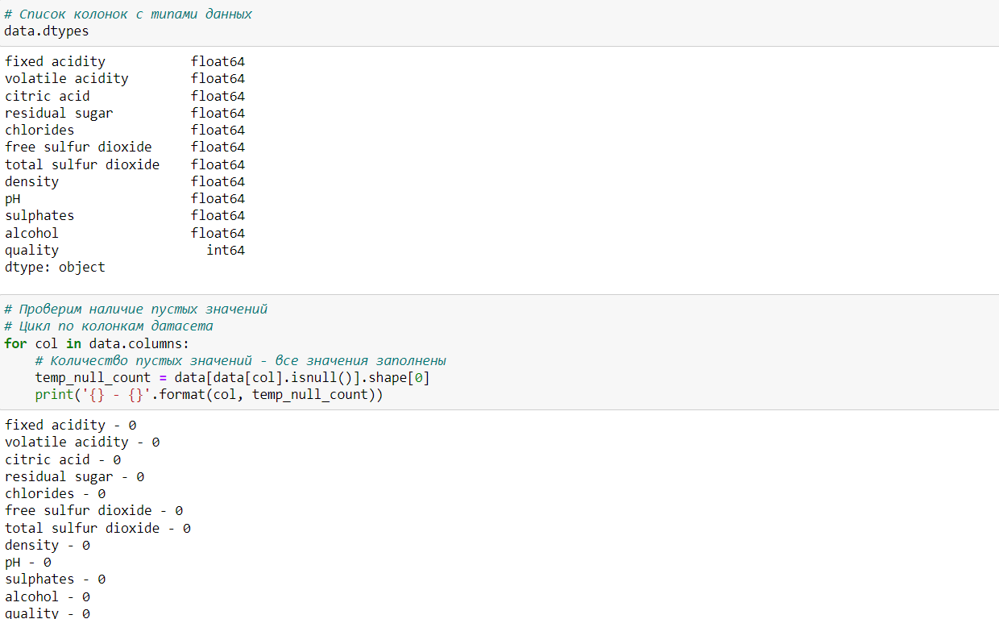 # Список колонок с типами данных
data.dtypes
fixed acidity           float64
volatile acidity        float64
citric acid             float64
residual sugar          float64
chlorides               float64
free sulfur dioxide     float64
total sulfur dioxide    float64
density                 float64
pH                      float64
sulphates               float64
alcohol                 float64
quality                   int64
dtype: object
# Проверим наличие пустых значений
# Цикл по колонкам датасета
for col in data.columns:
    # Количество пустых значений - все значения заполнены
    temp_null_count = data[data[col].isnull()].shape[0]
    print('{} - {}'.format(col, temp_null_count))
fixed acidity - 0
volatile acidity - 0
citric acid - 0
residual sugar - 0
chlorides - 0
free sulfur dioxide - 0
total sulfur dioxide - 0
density - 0
pH - 0
sulphates - 0
alcohol - 0
quality - 0